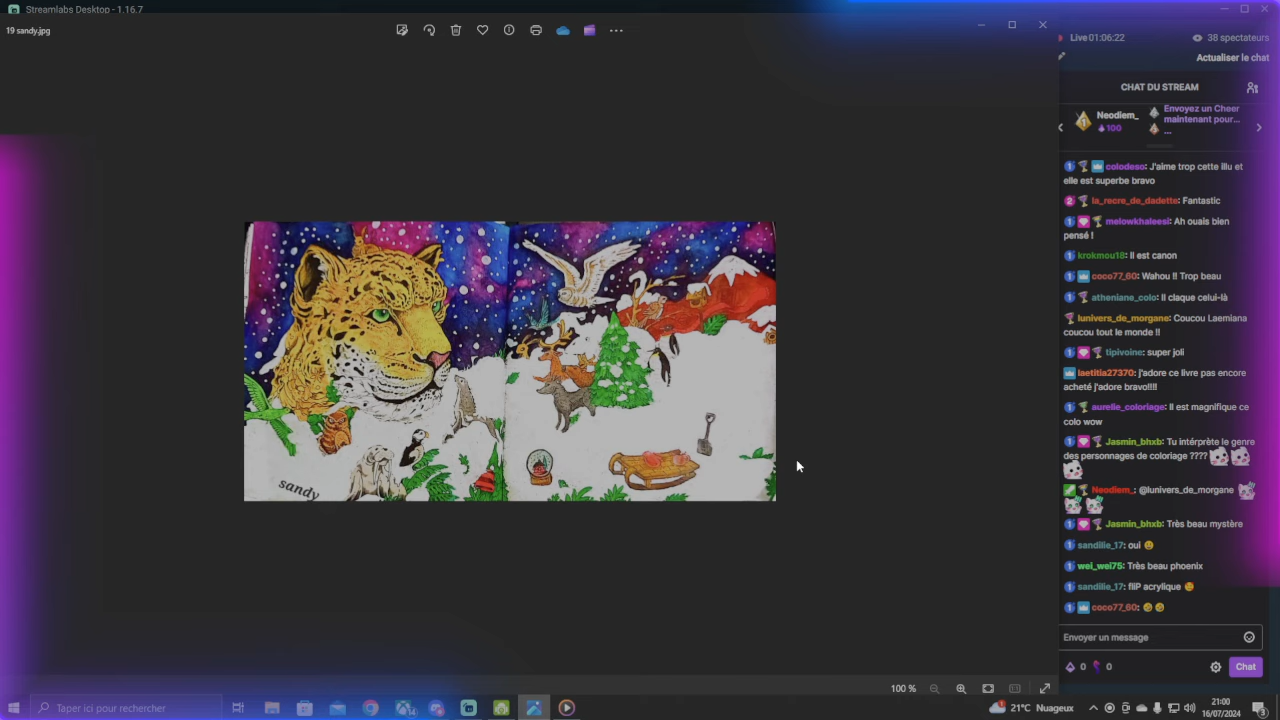 Streamlabs Desktop - 1.16.7
19 sandy.jpg
Live 01:06:22
38 spectateurs
Actualiser le chat
CHAT DU STREAM
1
Neodiem_
100
Envoyez un Cheer
maintenant pour...
...
colodeso: J'aime trop cette illu et
elle est superbe bravo
la_recre_de_dadette: Fantastic
melowkhaleesi: Ah ouais bien
pensé !
krokmou18: Il est canon
coco77_60: Wahou !! Trop beau
atheniane_colo: Il claque celui-là
lunivers_de_morgane: Coucou Laemiana
coucou tout le monde !!
tipivoine: super joli
laetitia27370: j'adore ce livre pas encore
acheté j'adore bravo!!!!
aurelie_coloriage: Il est magnifique ce
colo wow
Jasmin_bhxb: Tu intérprète le genre
des personnages de coloriage ????
Neodiem_: @lunivers_de_morgane
Jasmin_bhxb: Très beau mystère
sandilie_17: oui
wei_wei75: Très beau phoenix
sandilie_17: fliP acrylique
coco77_60:
sandy
Envoyer un message
0 0
Chat
100 %
Taper ici pour rechercher
21°C Nuageux
21:00
16/07/2024
3